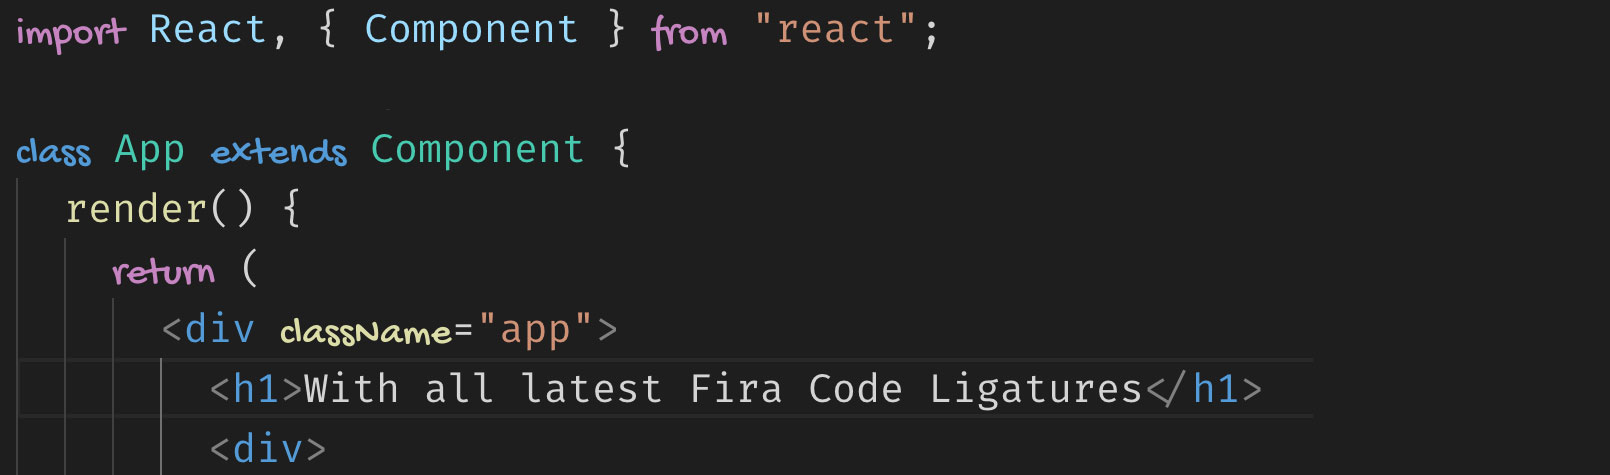 import React, { Component } from "react";
class App extends Component {
render() {
return (
<div className="app">
<h1>With all latest Fira Code Ligatures</h1>
<div>